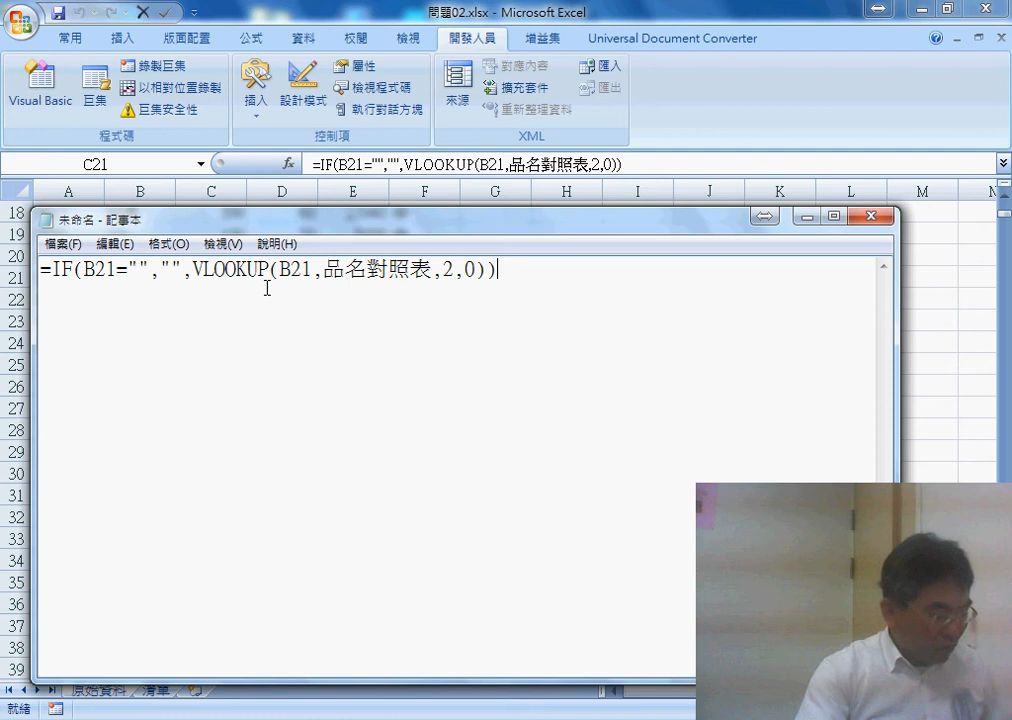 問題02.xlsx - Microsoft Excel
常用 插入 版面配置 公式 資料 校閱 檢視 開發人員 增益集 Universal Document Converter
Visual Basic
巨集
錄製巨集
以相對位置錄製
巨集安全性
程式碼
插入
設計模式
屬性
檢視程式碼
執行對話方塊
控制項
來源
對應內容
擴充套件
重新整理資料
匯入
匯出
XML
C21
fx
=IF(B21="","",VLOOKUP(B21,品名對照表,2,0))
A B C D E F G H I J K L M N
18
19
20
21
22
23
24
25
26
27
28
29
30
31
32
33
34
35
36
37
38
39
未命名 - 記事本
檔案(F) 編輯(E) 格式(O) 檢視(V) 說明(H)
=IF(B21="","",VLOOKUP(B21,品名對照表,2,0))
原始資料 清單
就緒